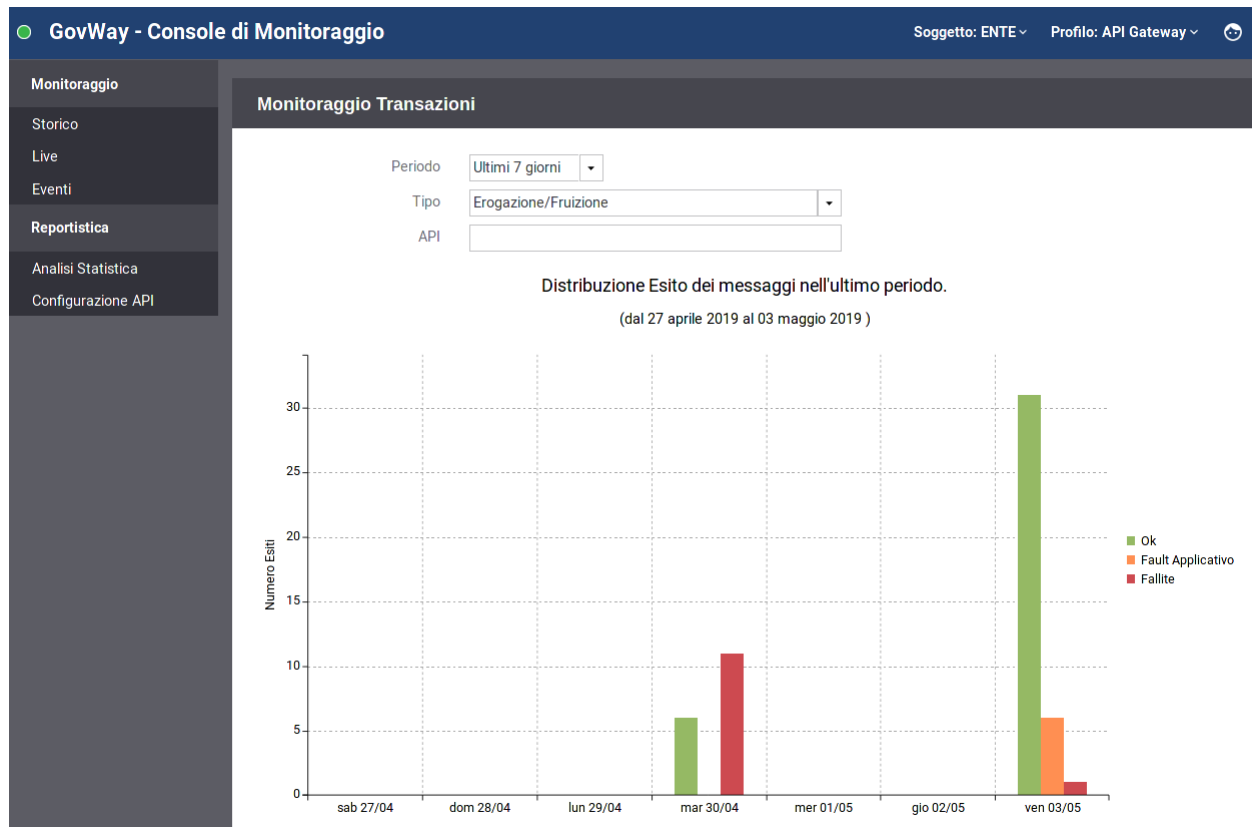 GovWay - Console di Monitoraggio
Soggetto: ENTE
Profilo: API Gateway
Monitoraggio
Storico
Live
Eventi
Reportistica
Analisi Statistica
Configurazione API
Monitoraggio Transazioni
Periodo
Ultimi 7 giorni
Tipo
Erogazione/Fruizione
API
Distribuzione Esito dei messaggi nell'ultimo periodo.
(dal 27 aprile 2019 al 03 maggio 2019 )
Numero Esiti
30
25
20
15
10
5
0
sab 27/04
dom 28/04
lun 29/04
mar 30/04
mer 01/05
gio 02/05
ven 03/05
Ok
Fault Applicativo
Fallite